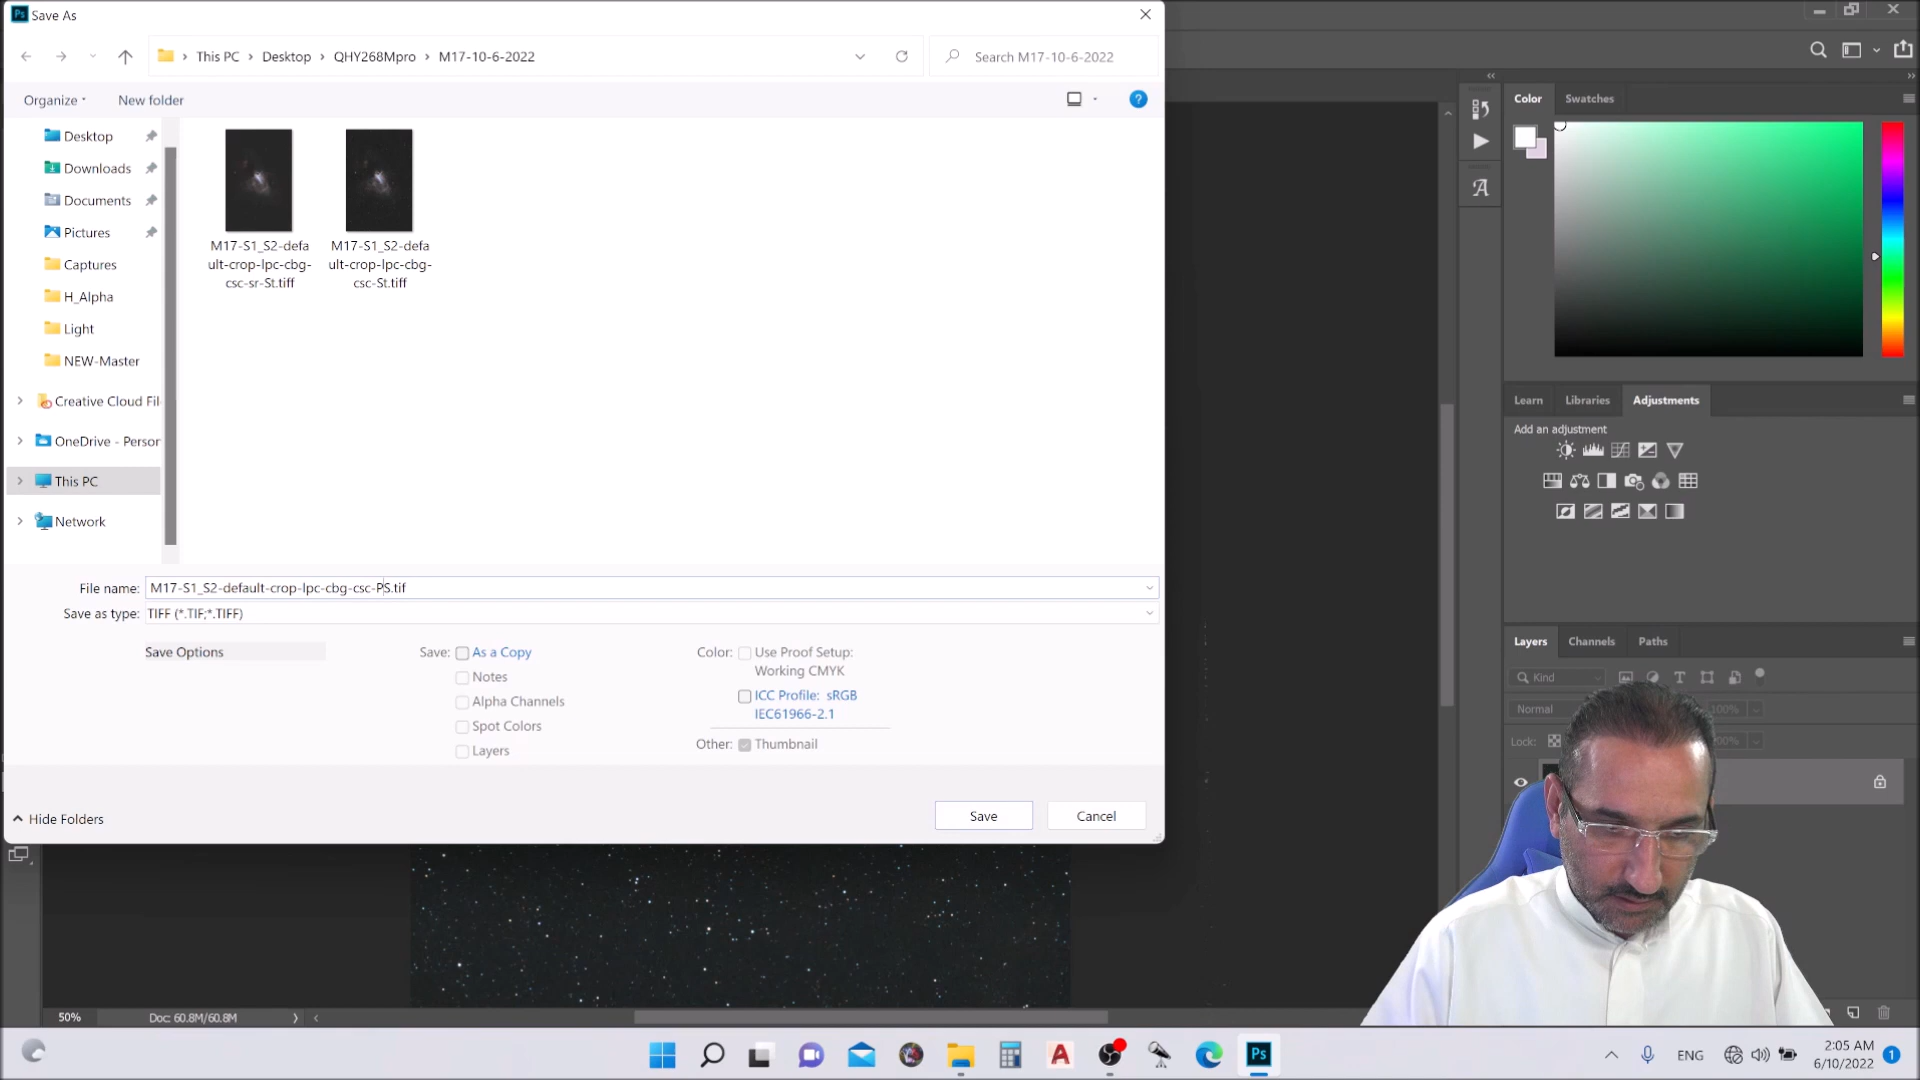 Ps Save As
This PC > Desktop > QHY268Mpro > M17-10-6-2022
Search M17-10-6-2022
Organize
New folder
?
Desktop
Downloads
Documents
Pictures
Captures
H_Alpha
Light
NEW-Master
Creative Cloud Fil
OneDrive - Person
This PC
Network
M17-S1_S2-defa
ult-crop-lpc-cbg-
csc-sr-St.tiff
M17-S1_S2-defa
ult-crop-lpc-cbg-
csc-St.tiff
File name: M17-S1_S2-default-crop-lpc-cbg-csc-PS.tif
Save as type: TIFF (*.TIF;*.TIFF)
Save Options
Save: As a Copy
Notes
Alpha Channels
Spot Colors
Layers
Color: Use Proof Setup:
Working CMYK
ICC Profile: sRGB
IEC61966-2.1
Other: Thumbnail
Hide Folders
Save
Cancel
Color
Swatches
A
Learn
Libraries
Adjustments
Add an adjustment
Layers
Channels
Paths
Kind
T
Normal
100%
Lock:
50%
Doc: 60.8M/60.8M
A
Ps
ENG
2:05 AM
6/10/2022
1